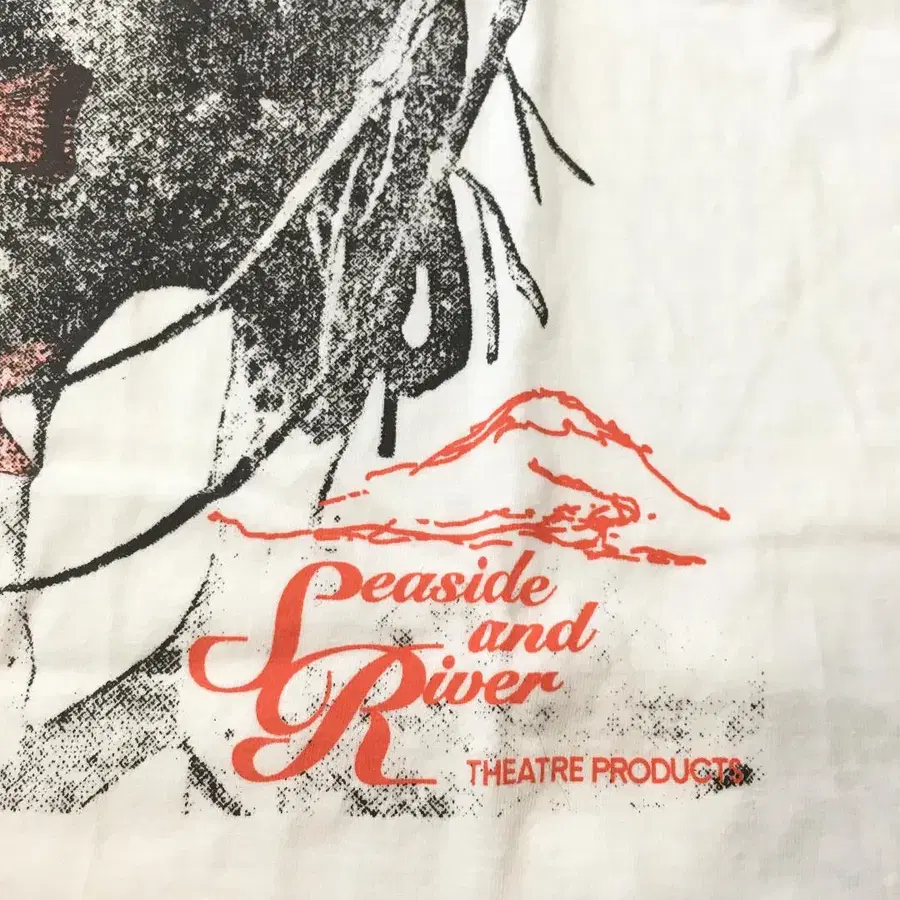 Seaside
and
River
THEATRE PRODUCTS